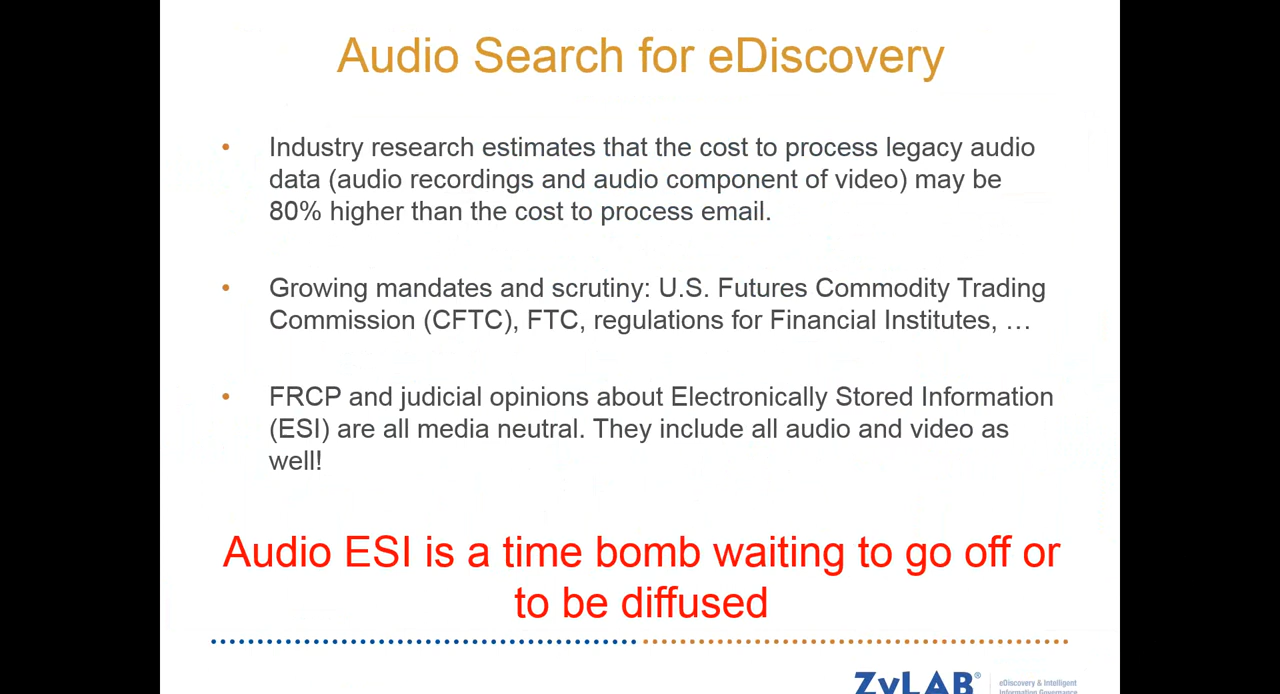 Audio Search for eDiscovery
• Industry research estimates that the cost to process legacy audio
data (audio recordings and audio component of video) may be
80% higher than the cost to process email.
• Growing mandates and scrutiny: U.S. Futures Commodity Trading
Commission (CFTC), FTC, regulations for Financial Institutes, …
• FRCP and judicial opinions about Electronically Stored Information
(ESI) are all media neutral. They include all audio and video as
well!
Audio ESI is a time bomb waiting to go off or
to be diffused
ZyLAB®
eDiscovery & Intelligent
Information Governance